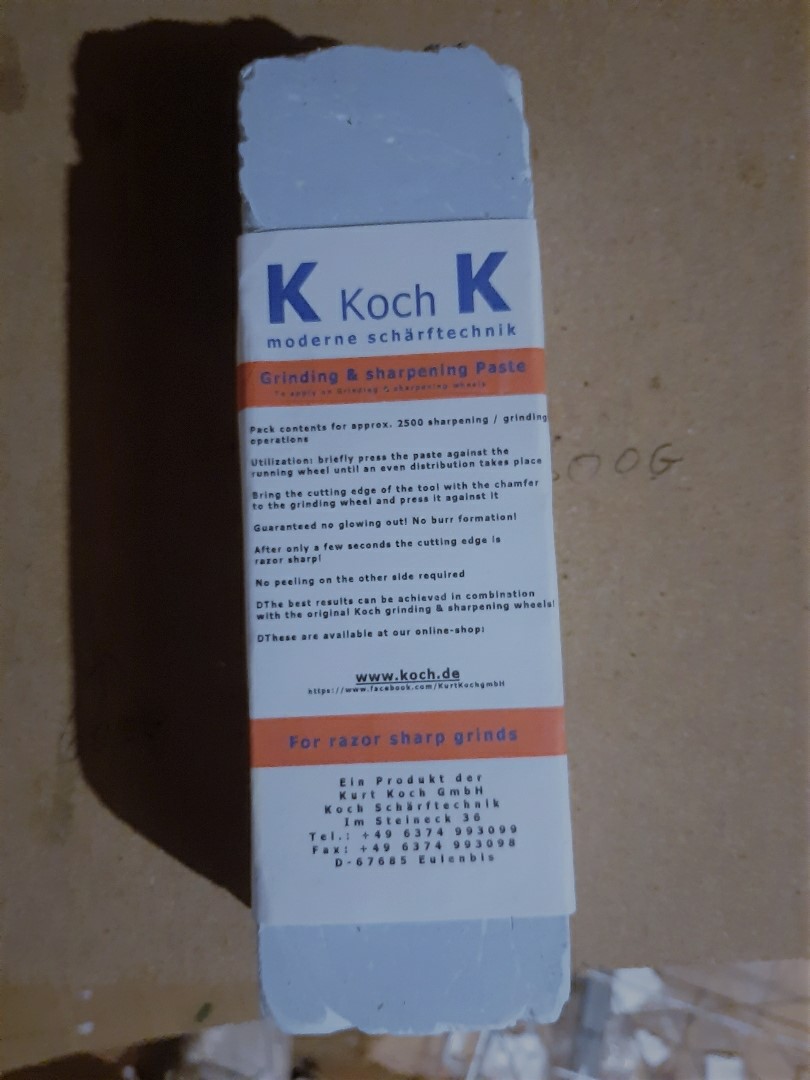 K Koch K
moderne schärftechnik
Grinding & sharpening Paste
To apply on Grinding & sharpening wheels
Pack contents for approx. 2500 sharpening / grinding
operations
Utilization: briefly press the paste against the
running wheel until an even distribution takes place
Bring the cutting edge of the tool with the chamfer
to the grinding wheel and press it against it
Guaranteed no glowing out! No burr formation!
After only a few seconds the cutting edge is
razor sharp!
No peeling on the other side required
DThe best results can be achieved in combination
with the original Koch grinding & sharpening wheels!
DThese are available at our online-shop:
www.koch.de
https://www.facebook.com/KurtKochgmbH
For razor sharp grinds
Ein Produkt der
Kurt Koch GmbH
Koch Schärftechnik
Im Steineck 36
Tel.: +49 6374 993099
Fax: +49 6374 993098
D-67685 Eulenbis